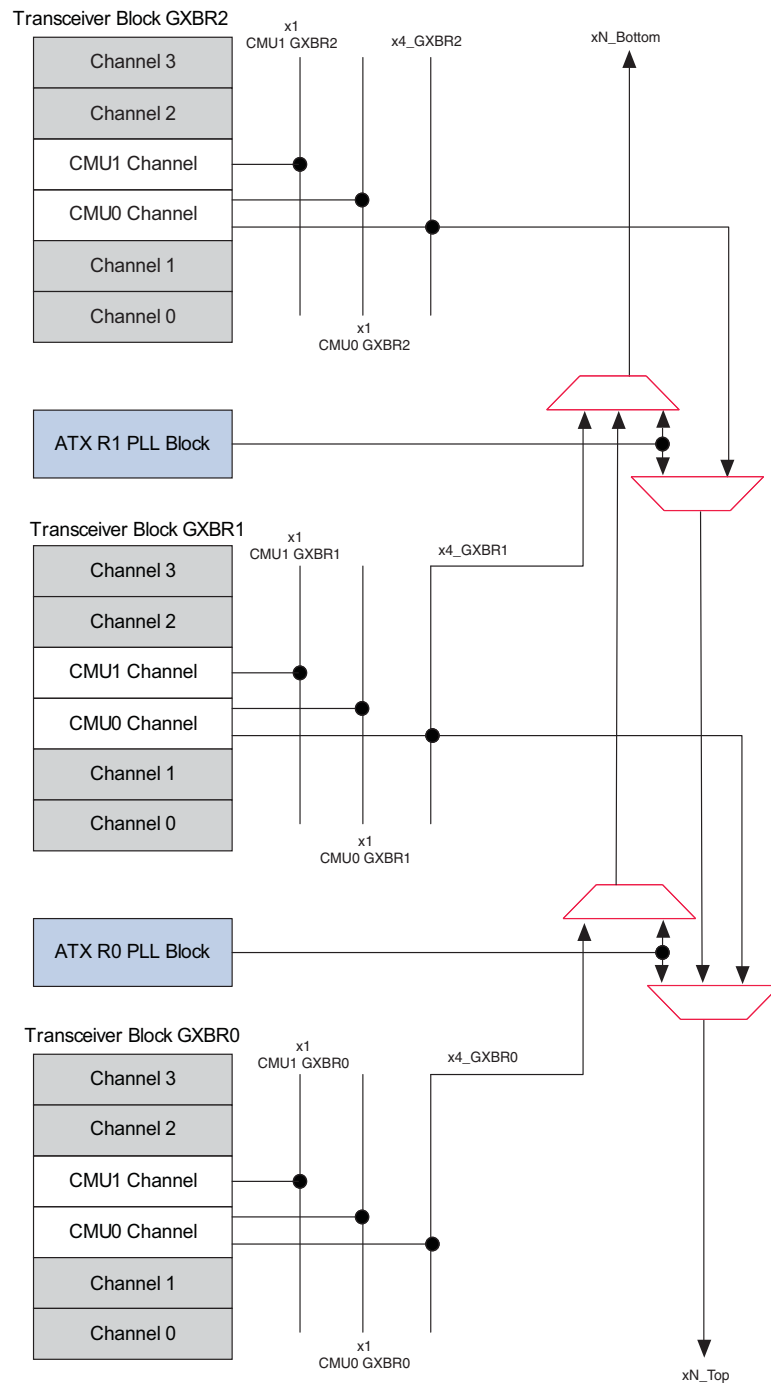 Transceiver Block GXBR2
x1
CMU1 GXBR2
x4_GXBR2
xN_Bottom
Channel 3
Channel 2
CMU1 Channel
CMU0 Channel
Channel 1
Channel 0
x1
CMU0 GXBR2
ATX R1 PLL Block
Transceiver Block GXBR1
x1
CMU1 GXBR1
x4_GXBR1
Channel 3
Channel 2
CMU1 Channel
CMU0 Channel
Channel 1
Channel 0
x1
CMU0 GXBR1
ATX R0 PLL Block
Transceiver Block GXBR0
x1
CMU1 GXBR0
x4_GXBR0
Channel 3
Channel 2
CMU1 Channel
CMU0 Channel
Channel 1
Channel 0
x1
CMU0 GXBR0
xN_Top